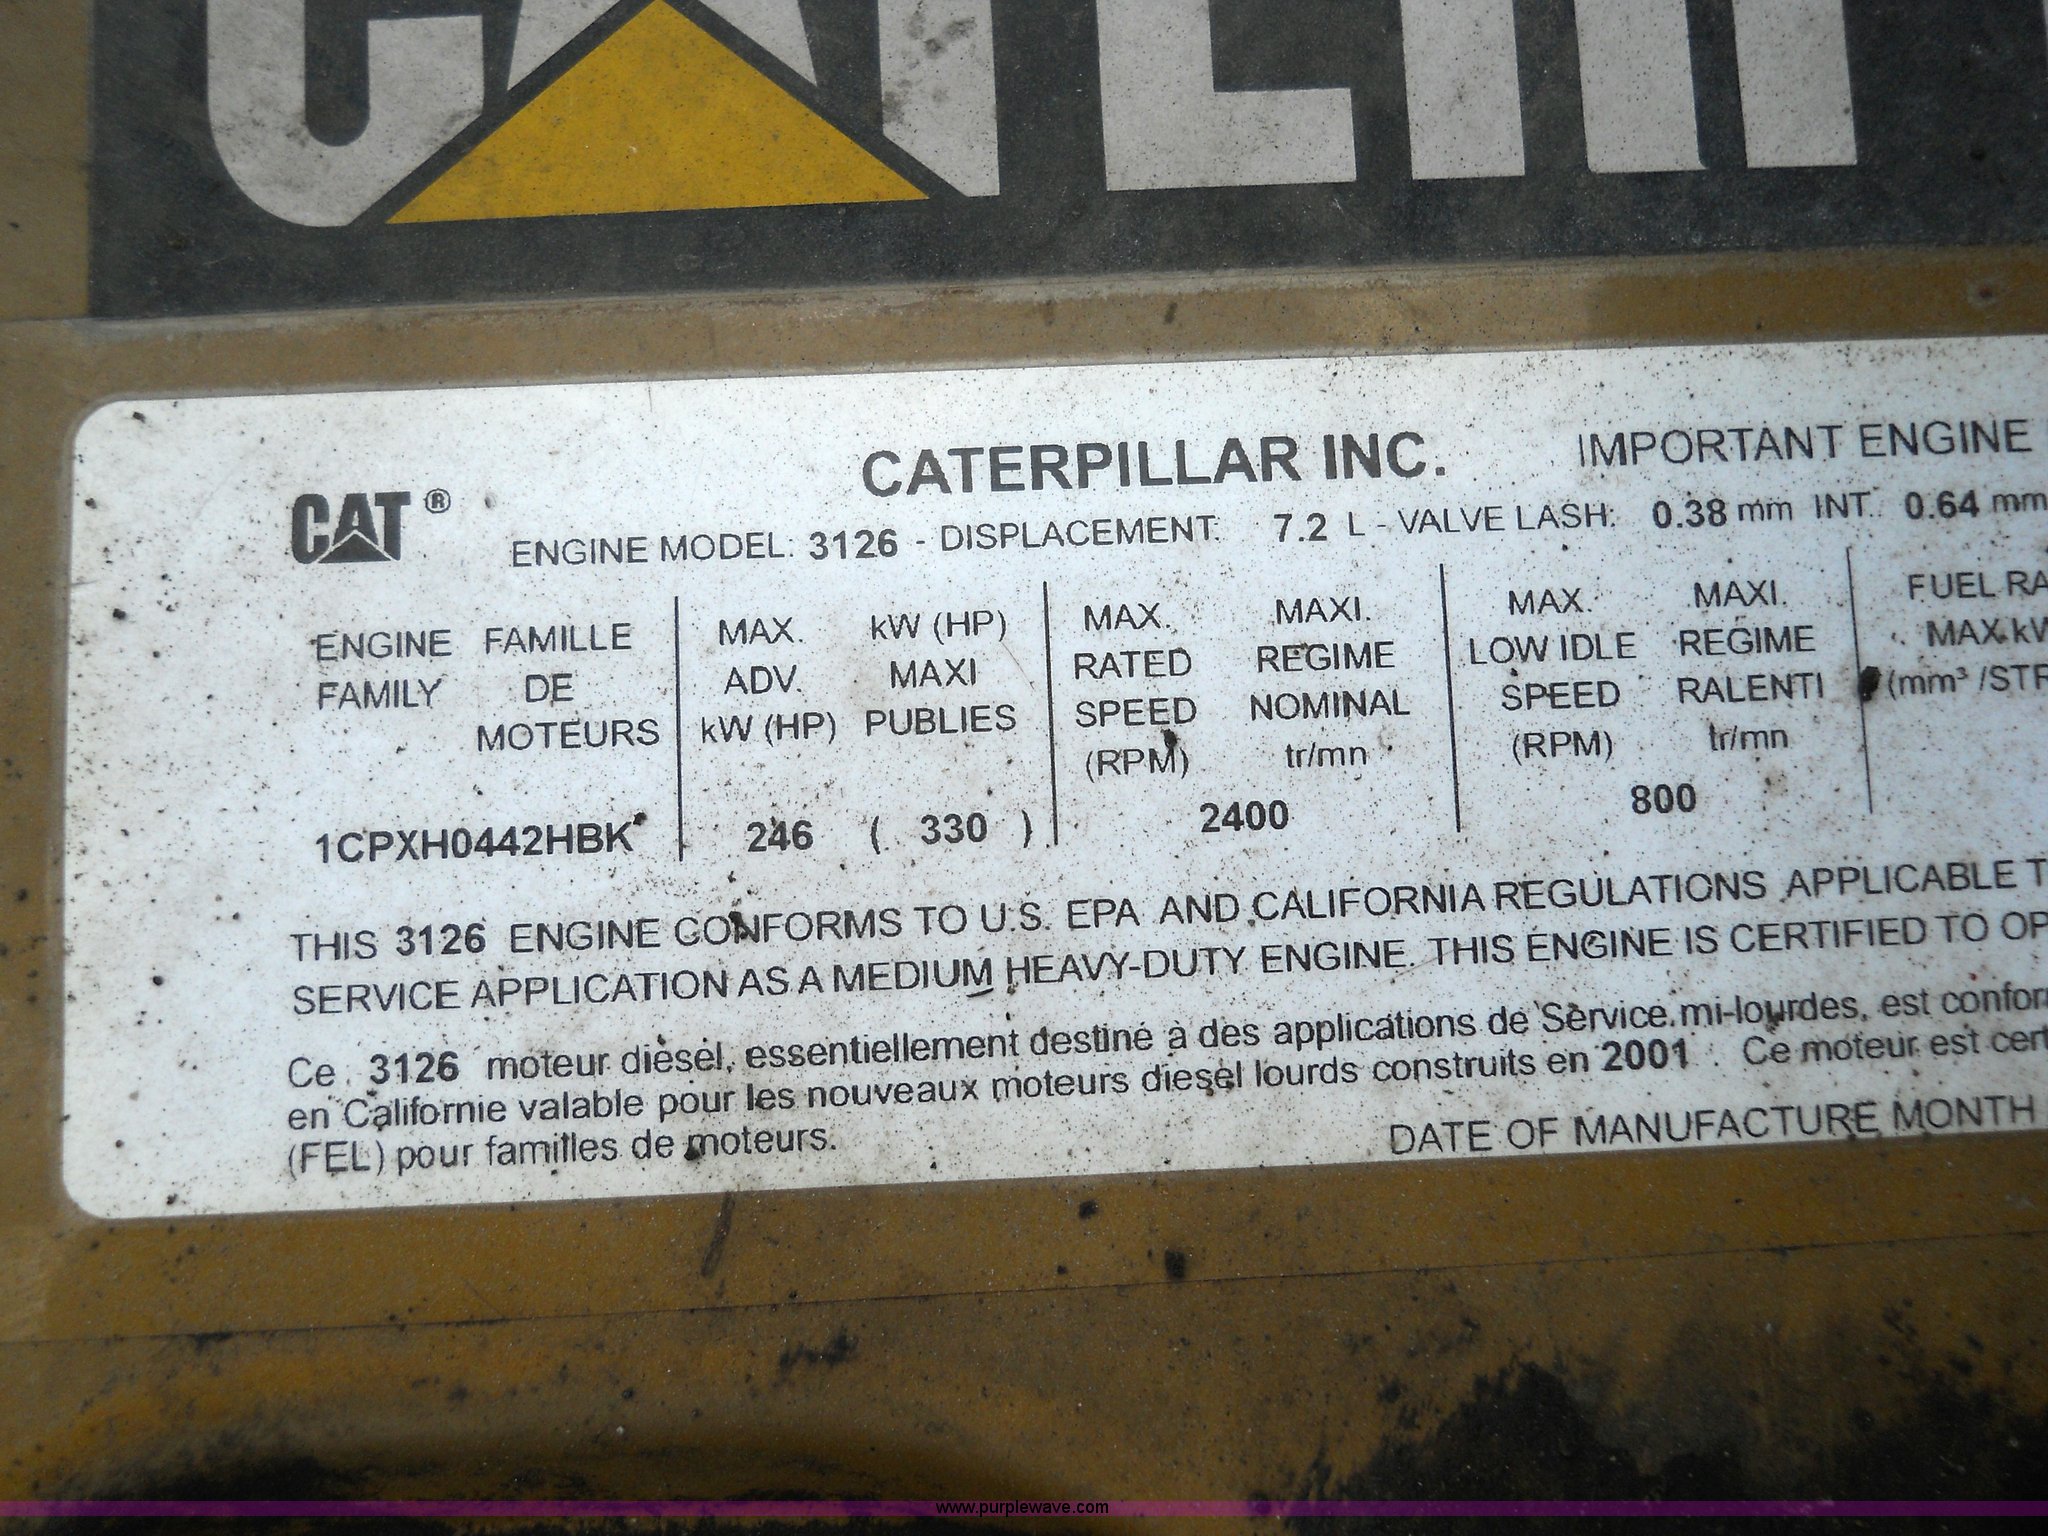 CATERPI
CATERPILLAR INC. IMPORTANT ENGINE
CAT ®
ENGINE MODEL: 3126 - DISPLACEMENT: 7.2 L - VALVE LASH: 0.38 mm INT. 0.64 mm
ENGINE FAMILLE MAX. kW (HP) MAX. MAXI. MAX. MAXI. FUEL RA
FAMILY DE ADV. MAXI RATED REGIME LOW IDLE REGIME MAX.kW
MOTEURS kW (HP) PUBLIES SPEED NOMINAL SPEED RALENTI (mm³/STR
(RPM) tr/mn (RPM) tr/mn
1CPXH0442HBK 246 ( 330 ) 2400 800
THIS 3126 ENGINE CONFORMS TO U.S. EPA AND CALIFORNIA REGULATIONS APPLICABLE T
SERVICE APPLICATION AS A MEDIUM HEAVY-DUTY ENGINE. THIS ENGINE IS CERTIFIED TO OP
Ce 3126 moteur diesel, essentiellement destiné à des applications de Service mi-lourdes, est confor
en Californie valable pour les nouveaux moteurs diesel lourds construits en 2001 . Ce moteur est cert
(FEL) pour familles de moteurs.
DATE OF MANUFACTURE MONTH
www.purplewave.com